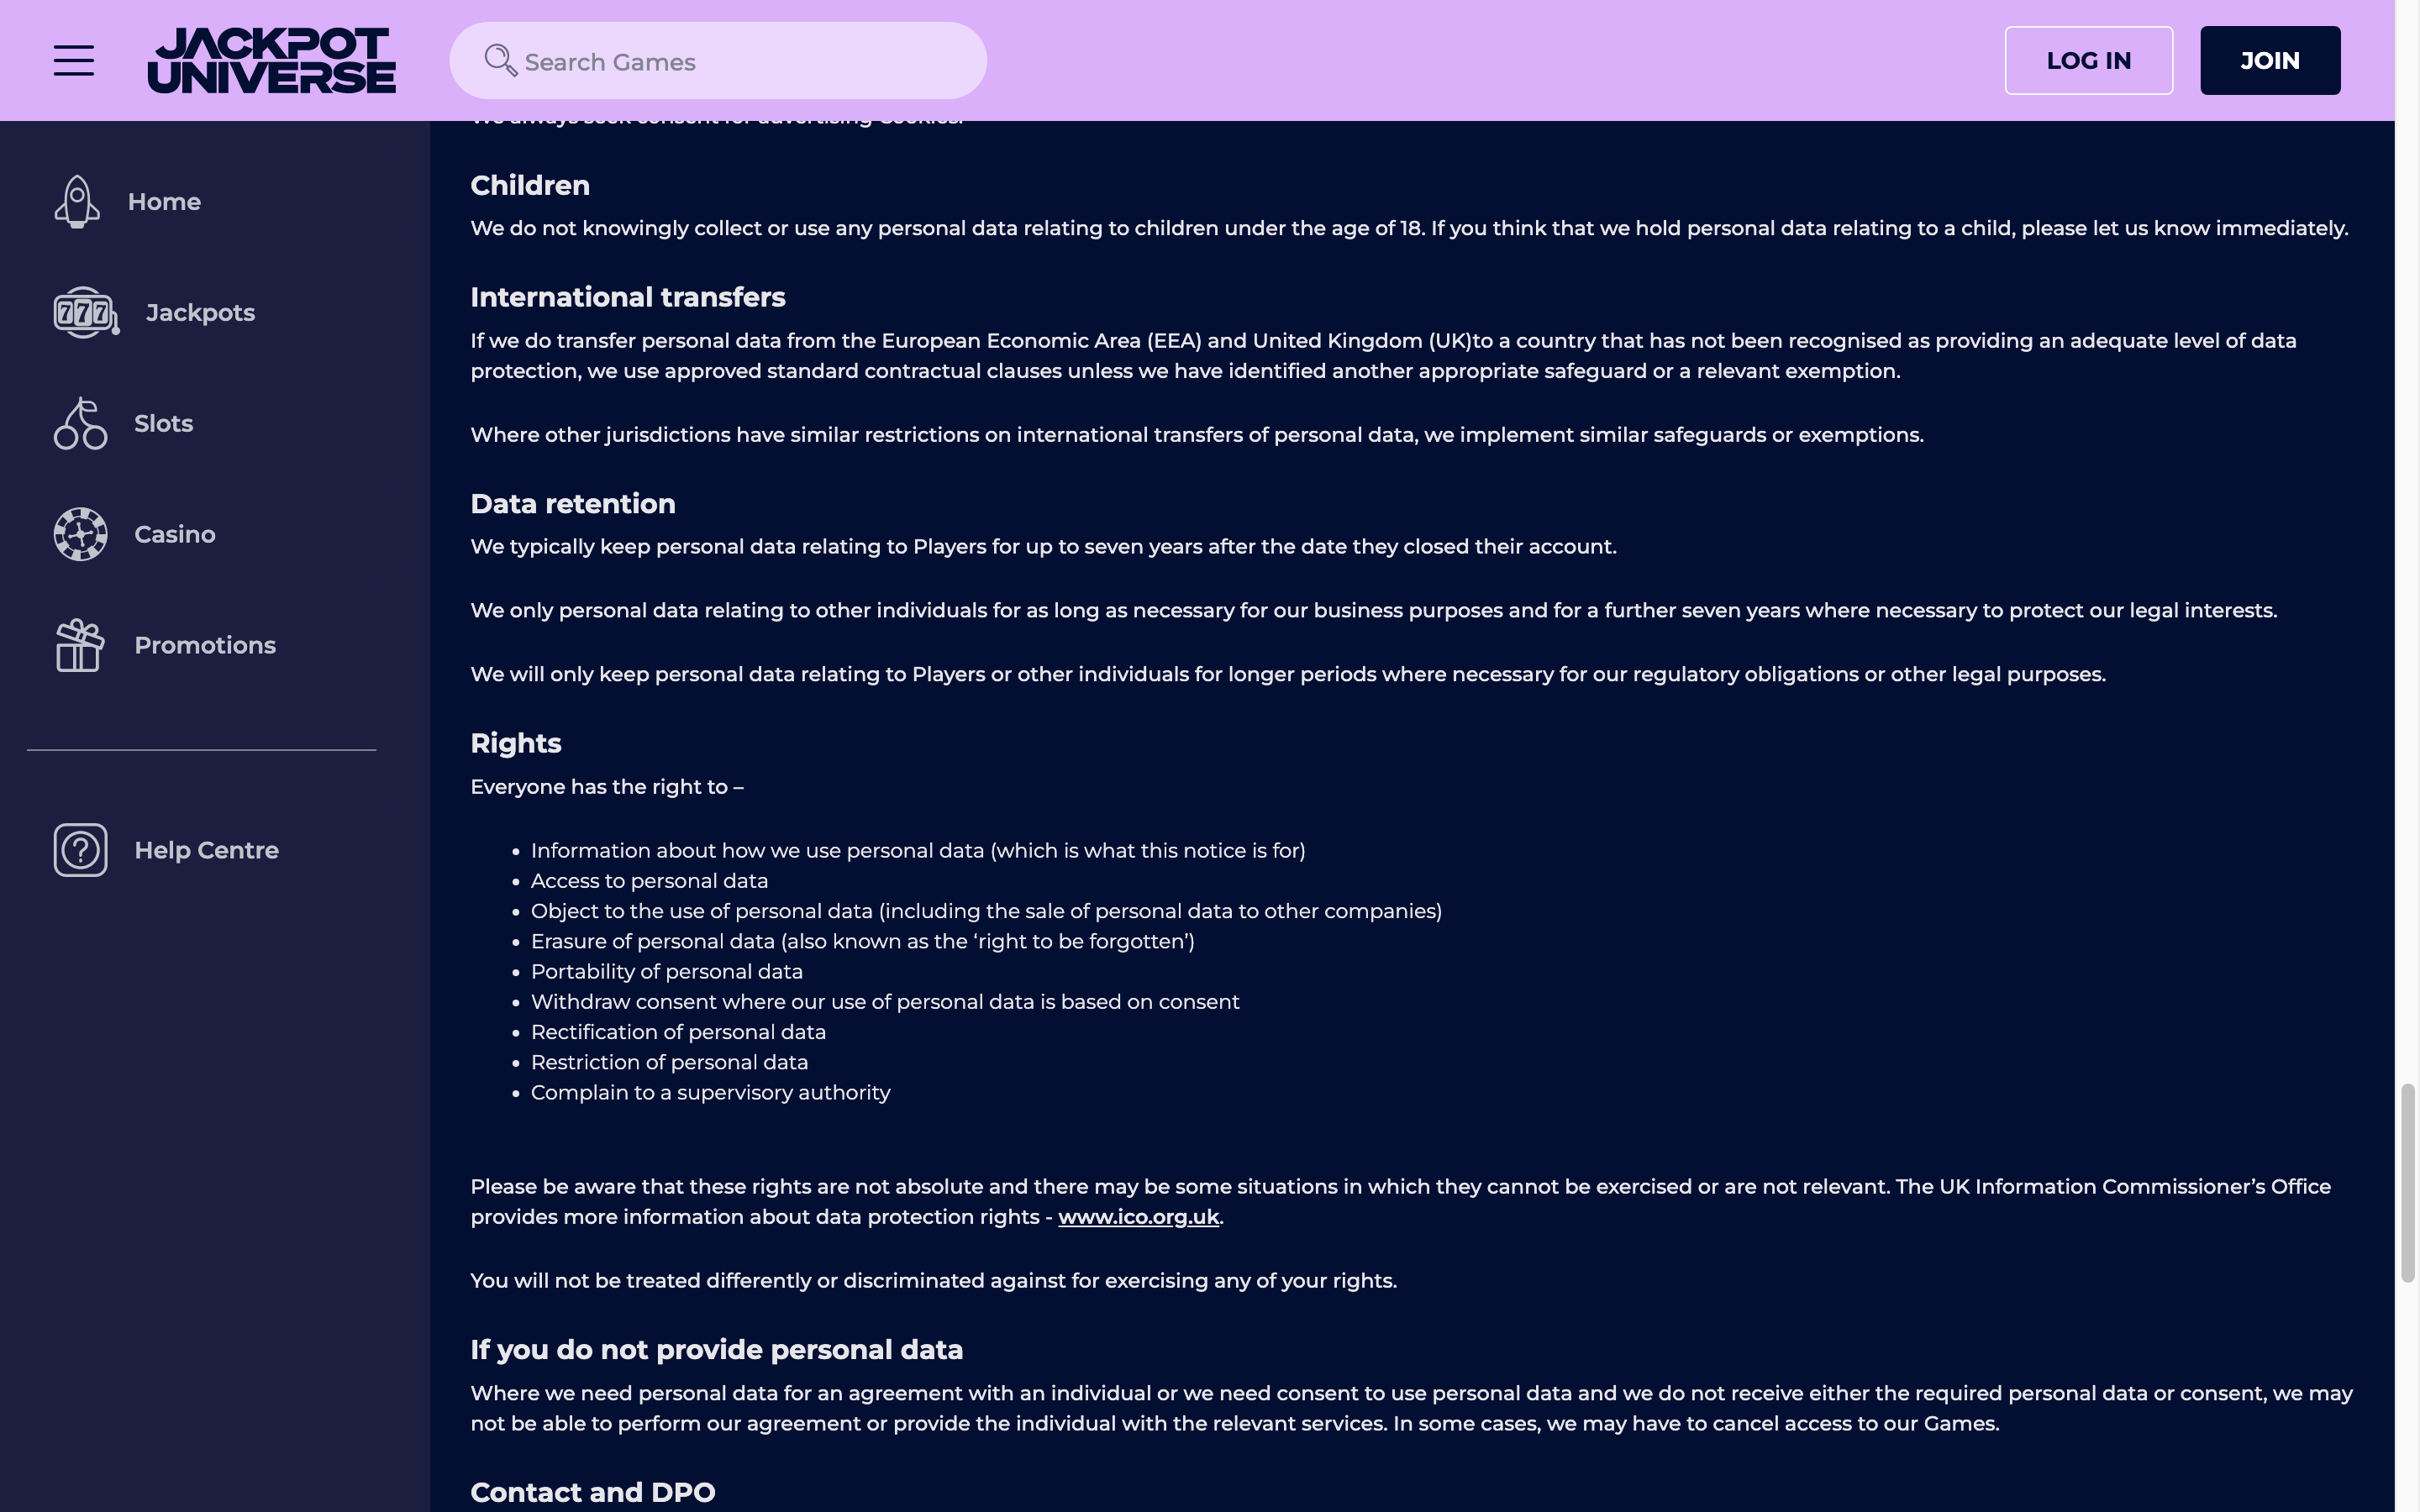 JACKPOT
UNIVERSE
Search Games
LOG IN
JOIN
Home
Jackpots
Slots
Casino
Promotions
Help Centre
We always seek consent for advertising Cookies.
Children
We do not knowingly collect or use any personal data relating to children under the age of 18. If you think that we hold personal data relating to a child, please let us know immediately.
International transfers
If we do transfer personal data from the European Economic Area (EEA) and United Kingdom (UK)to a country that has not been recognised as providing an adequate level of data
protection, we use approved standard contractual clauses unless we have identified another appropriate safeguard or a relevant exemption.
Where other jurisdictions have similar restrictions on international transfers of personal data, we implement similar safeguards or exemptions.
Data retention
We typically keep personal data relating to Players for up to seven years after the date they closed their account.
We only personal data relating to other individuals for as long as necessary for our business purposes and for a further seven years where necessary to protect our legal interests.
We will only keep personal data relating to Players or other individuals for longer periods where necessary for our regulatory obligations or other legal purposes.
Rights
Everyone has the right to –
• Information about how we use personal data (which is what this notice is for)
• Access to personal data
• Object to the use of personal data (including the sale of personal data to other companies)
• Erasure of personal data (also known as the ‘right to be forgotten’)
• Portability of personal data
• Withdraw consent where our use of personal data is based on consent
• Rectification of personal data
• Restriction of personal data
• Complain to a supervisory authority
Please be aware that these rights are not absolute and there may be some situations in which they cannot be exercised or are not relevant. The UK Information Commissioner’s Office
provides more information about data protection rights - www.ico.org.uk.
You will not be treated differently or discriminated against for exercising any of your rights.
If you do not provide personal data
Where we need personal data for an agreement with an individual or we need consent to use personal data and we do not receive either the required personal data or consent, we may
not be able to perform our agreement or provide the individual with the relevant services. In some cases, we may have to cancel access to our Games.
Contact and DPO